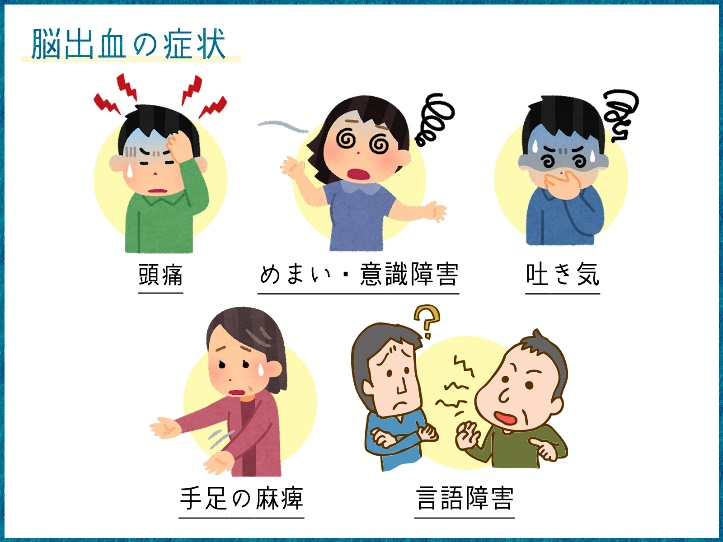 脳出血の症状
頭痛
めまい・意識障害
吐き気
手足の麻痺
言語障害